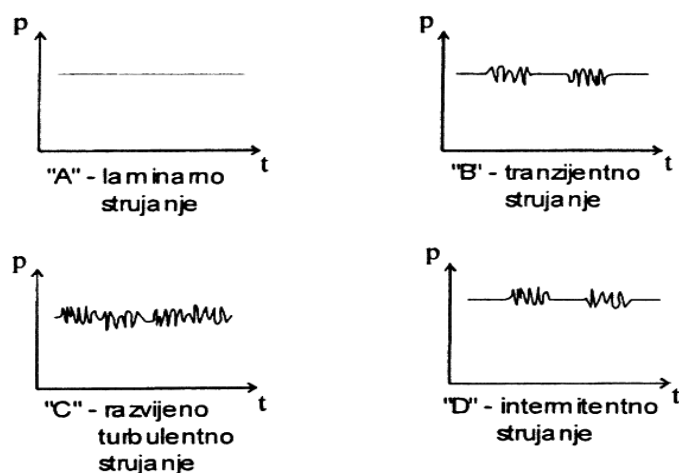 p
t
"A" - laminarno
strujanje
p
t
"B" - tranzijentno
strujanje
p
t
"C" - razvijeno
turbulentno
strujanje
p
t
"D" - intermitentno
strujanje